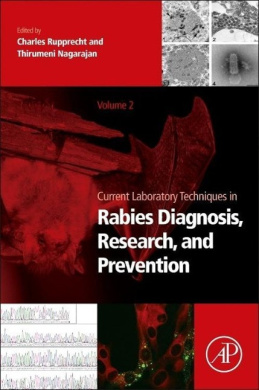 Edited by
Charles Rupprecht and
Thirumeni Nagarajan
Volume 2
Current Laboratory Techniques in
Rabies Diagnosis,
Research, and
Prevention